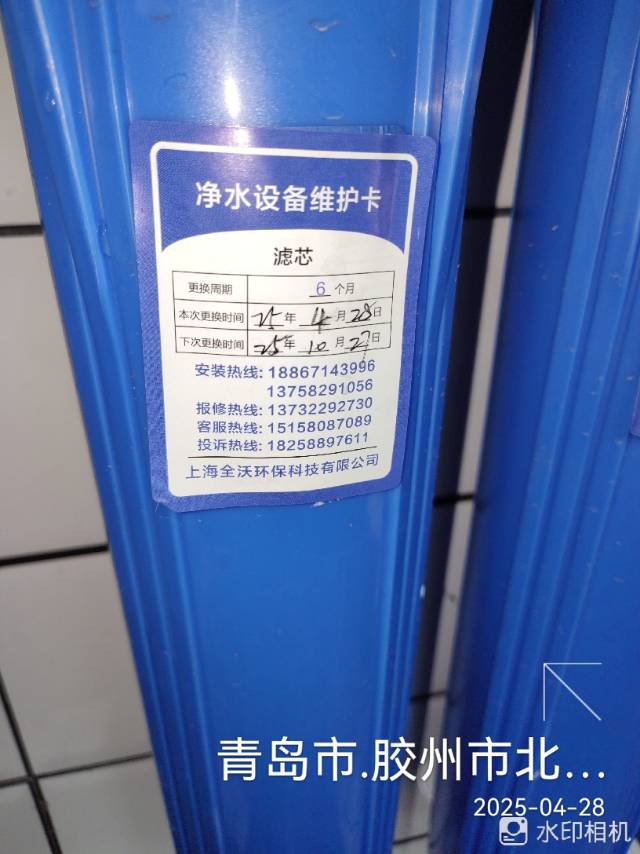 净水设备维护卡
滤芯
更换周期 6 个月
本次更换时间 25 年 4 月 28 日
下次更换时间 25 年 10 月 27 日
安装热线: 18867143996
13758291056
报修热线: 13732292730
客服热线: 15158087089
投诉热线: 18258897611
上海全沃环保科技有限公司
青岛市.胶州市北...
2025-04-28
水印相机